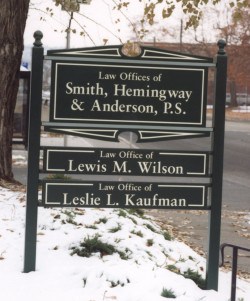 Law Offices of
Smith, Hemingway
& Anderson, P.S.
Law Office of
Lewis M. Wilson
Law Office of
Leslie L. Kaufman